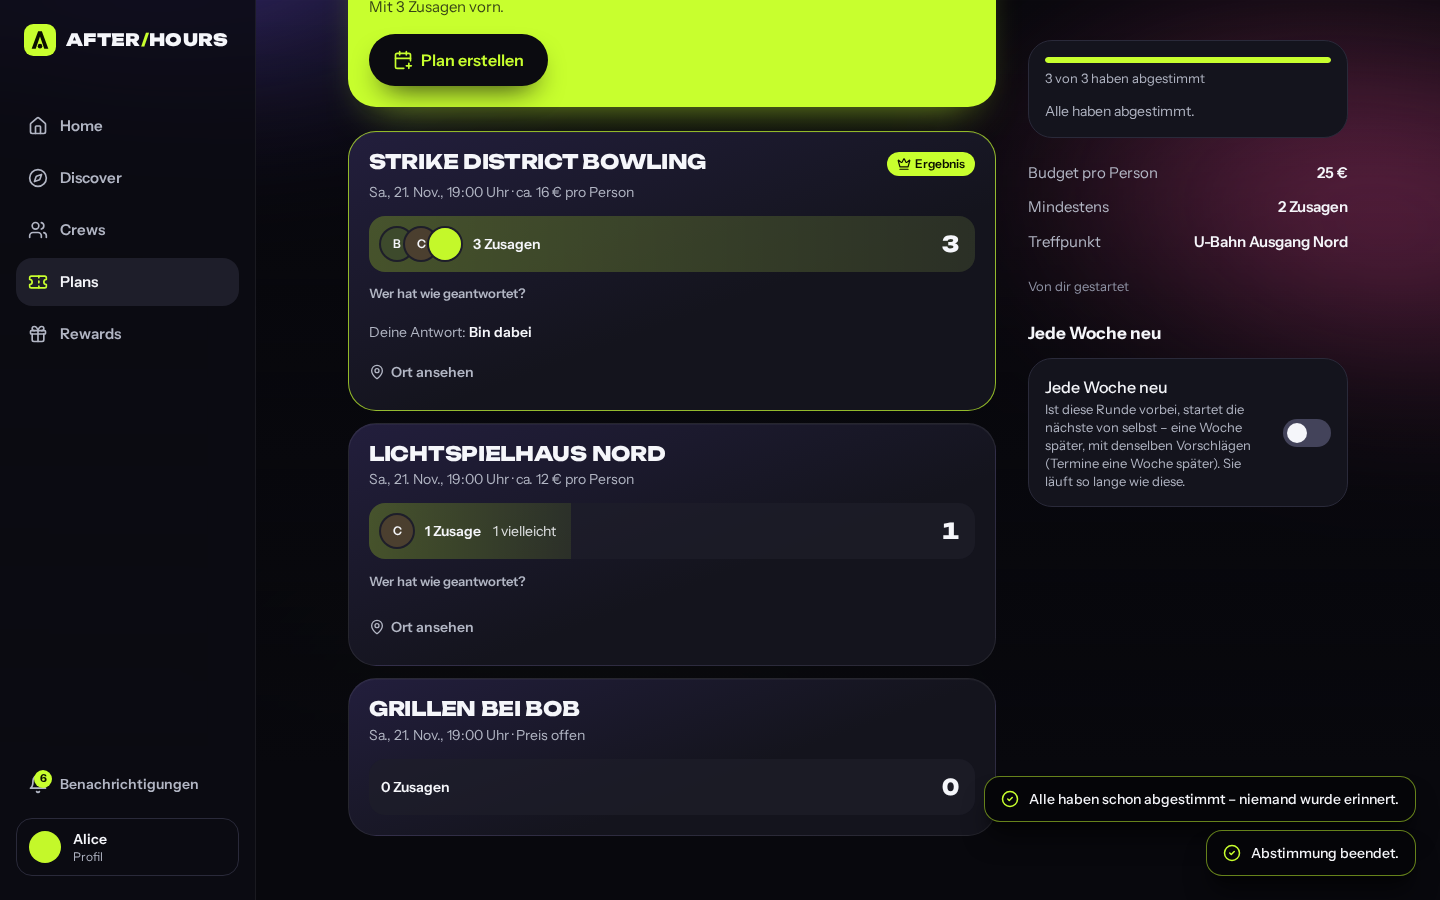 AFTER/HOURS
Home
Discover
Crews
Plans
Rewards
6
Benachrichtigungen
Alice
Profil
Mit 3 Zusagen vorn.
Plan erstellen
STRIKE DISTRICT BOWLING
Ergebnis
Sa., 21. Nov., 19:00 Uhr · ca. 16 € pro Person
B C 3 Zusagen 3
Wer hat wie geantwortet?
Deine Antwort: Bin dabei
Ort ansehen
LICHTSPIELHAUS NORD
Sa., 21. Nov., 19:00 Uhr · ca. 12 € pro Person
C 1 Zusage 1 vielleicht 1
Wer hat wie geantwortet?
Ort ansehen
GRILLEN BEI BOB
Sa., 21. Nov., 19:00 Uhr · Preis offen
0 Zusagen 0
3 von 3 haben abgestimmt
Alle haben abgestimmt.
Budget pro Person 25 €
Mindestens 2 Zusagen
Treffpunkt U-Bahn Ausgang Nord
Von dir gestartet
Jede Woche neu
Jede Woche neu
Ist diese Runde vorbei, startet die
nächste von selbst – eine Woche
später, mit denselben Vorschlägen
(Termine eine Woche später). Sie
läuft so lange wie diese.
Alle haben schon abgestimmt – niemand wurde erinnert.
Abstimmung beendet.